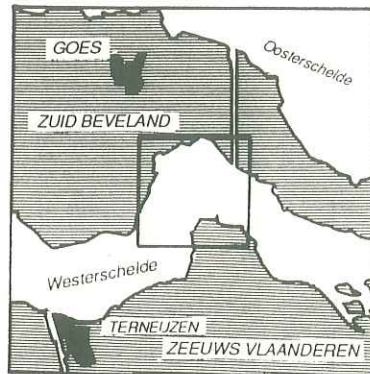 GOES
Oosterschelde
ZUID BEVELAND
Westerschelde
TERNEUZEN
ZEEUWS VLAANDEREN